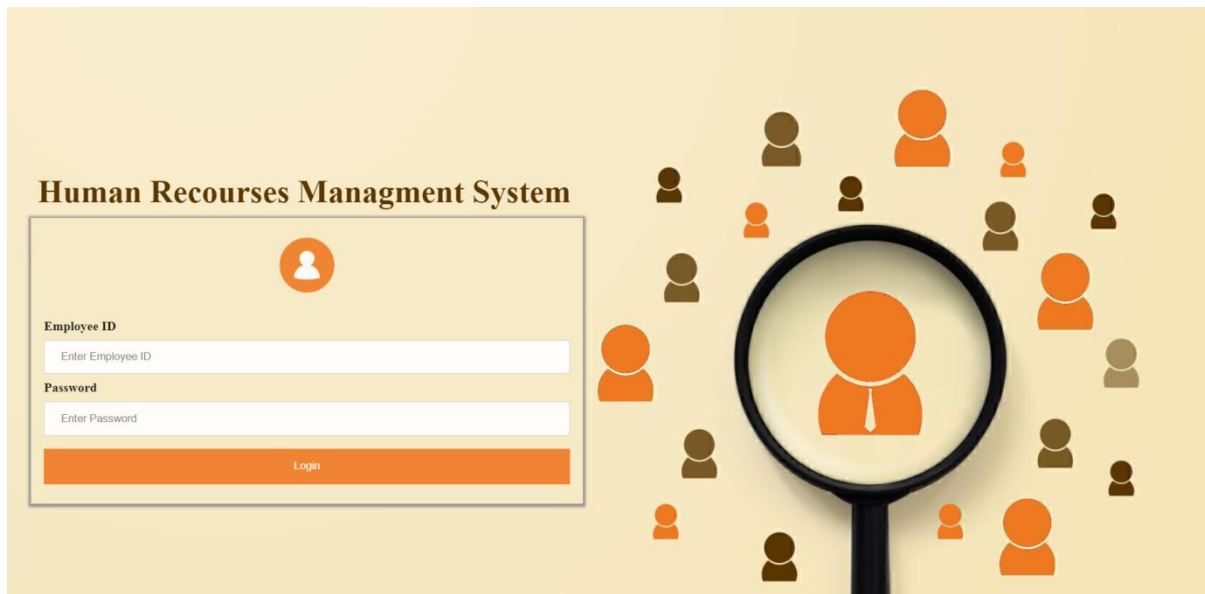 Human Recourses Managment System
Employee ID
Enter Employee ID
Password
Enter Password
Login